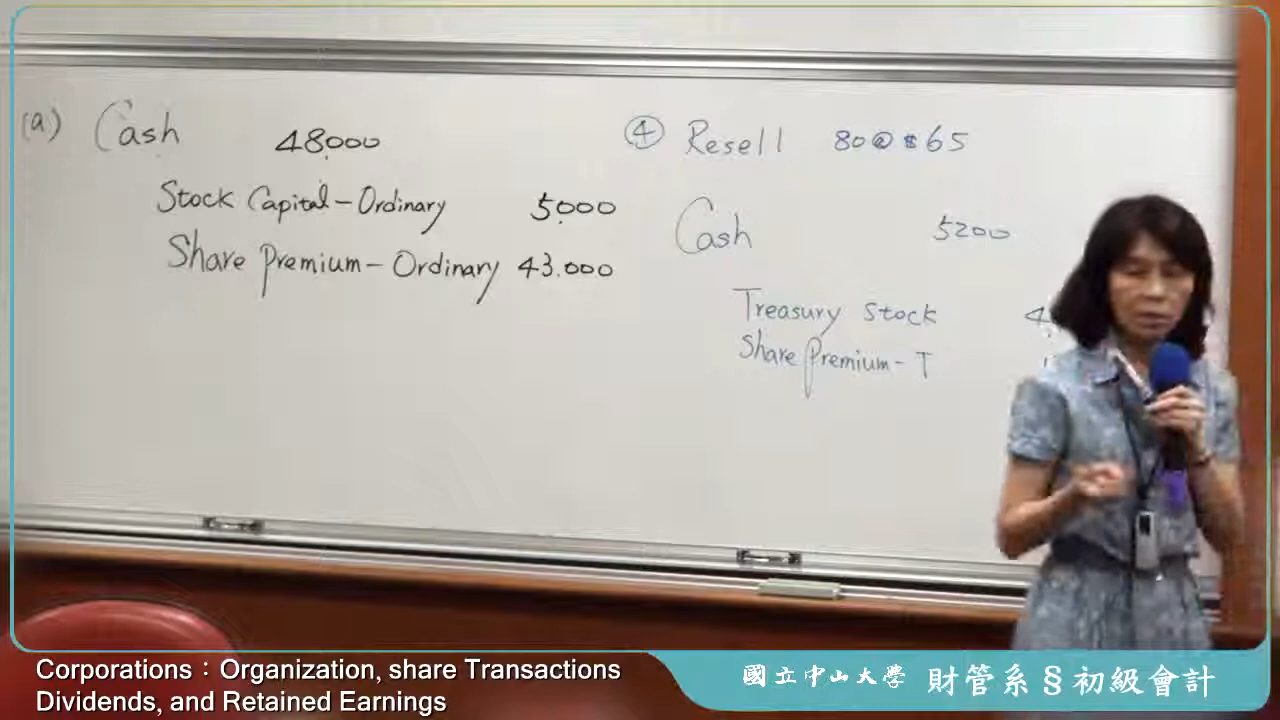 (a) Cash 48.000
Stock Capital - Ordinary 5.000
Share premium - Ordinary 43.000
④ Resell 80@$65
Cash 5200
Treasury stock 4
Share Premium - T
Corporations：Organization, share Transactions
Dividends, and Retained Earnings
國立中山大學 財管系§初級會計